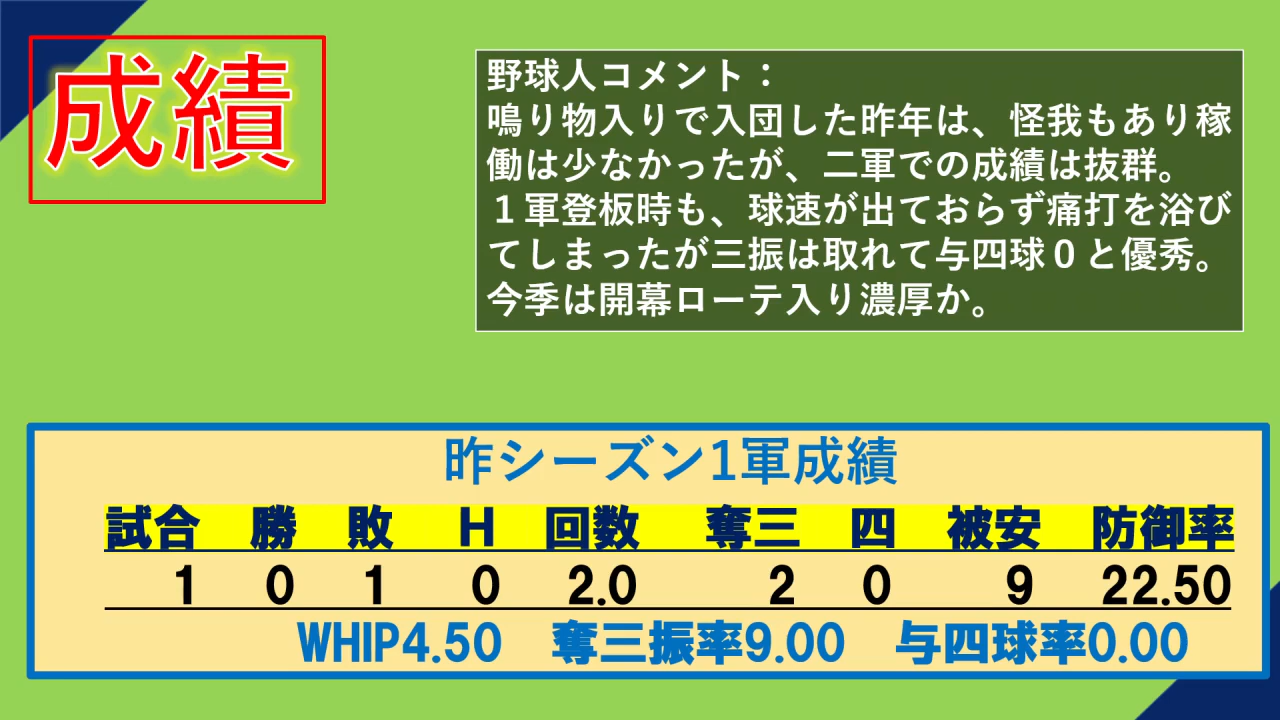 成績
野球人コメント：
鳴り物入りで入団した昨年は、怪我もあり稼
働は少なかったが、二軍での成績は抜群。
１軍登板時も、球速が出ておらず痛打を浴び
てしまったが三振は取れて与四球０と優秀。
今季は開幕ローテ入り濃厚か。
昨シーズン1軍成績
試合 勝 敗 H 回数 奪三 四 被安 防御率
1 0 1 0 2.0 2 0 9 22.50
WHIP4.50 奪三振率9.00 与四球率0.00